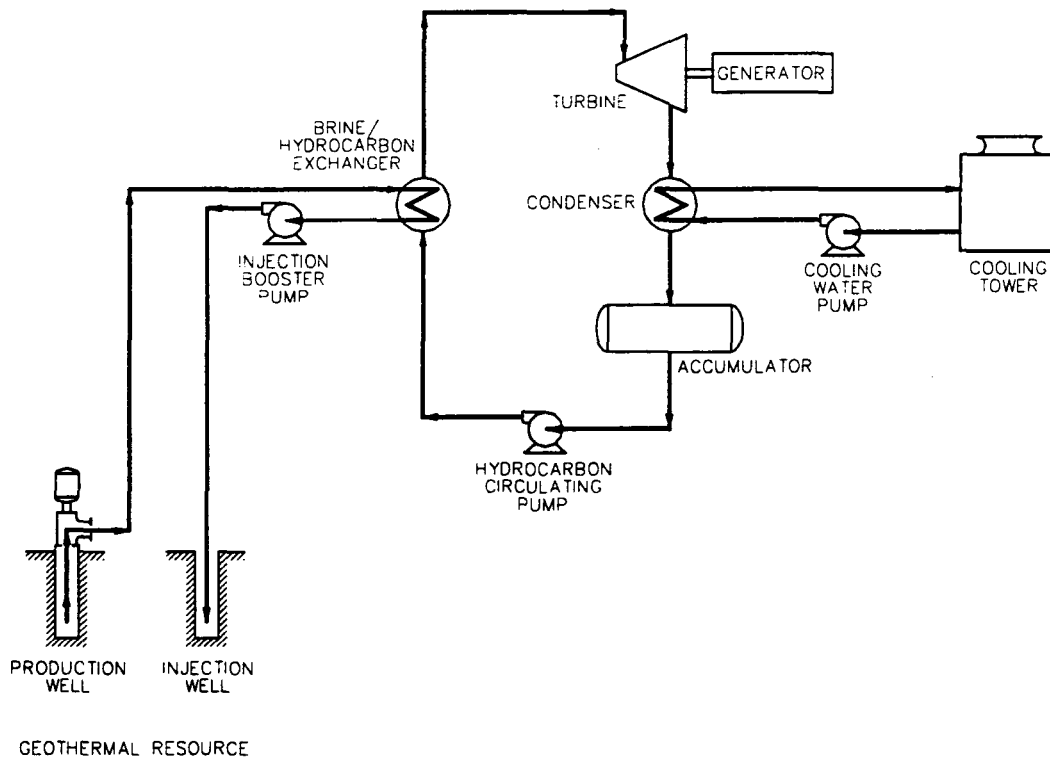 GENERATOR
TURBINE
BRINE/
HYDROCARBON
EXCHANGER
CONDENSER
INJECTION
BOOSTER
PUMP
COOLING
WATER
PUMP
COOLING
TOWER
ACCUMULATOR
HYDROCARBON
CIRCULATING
PUMP
PRODUCTION
WELL
INJECTION
WELL
GEOTHERMAL RESOURCE